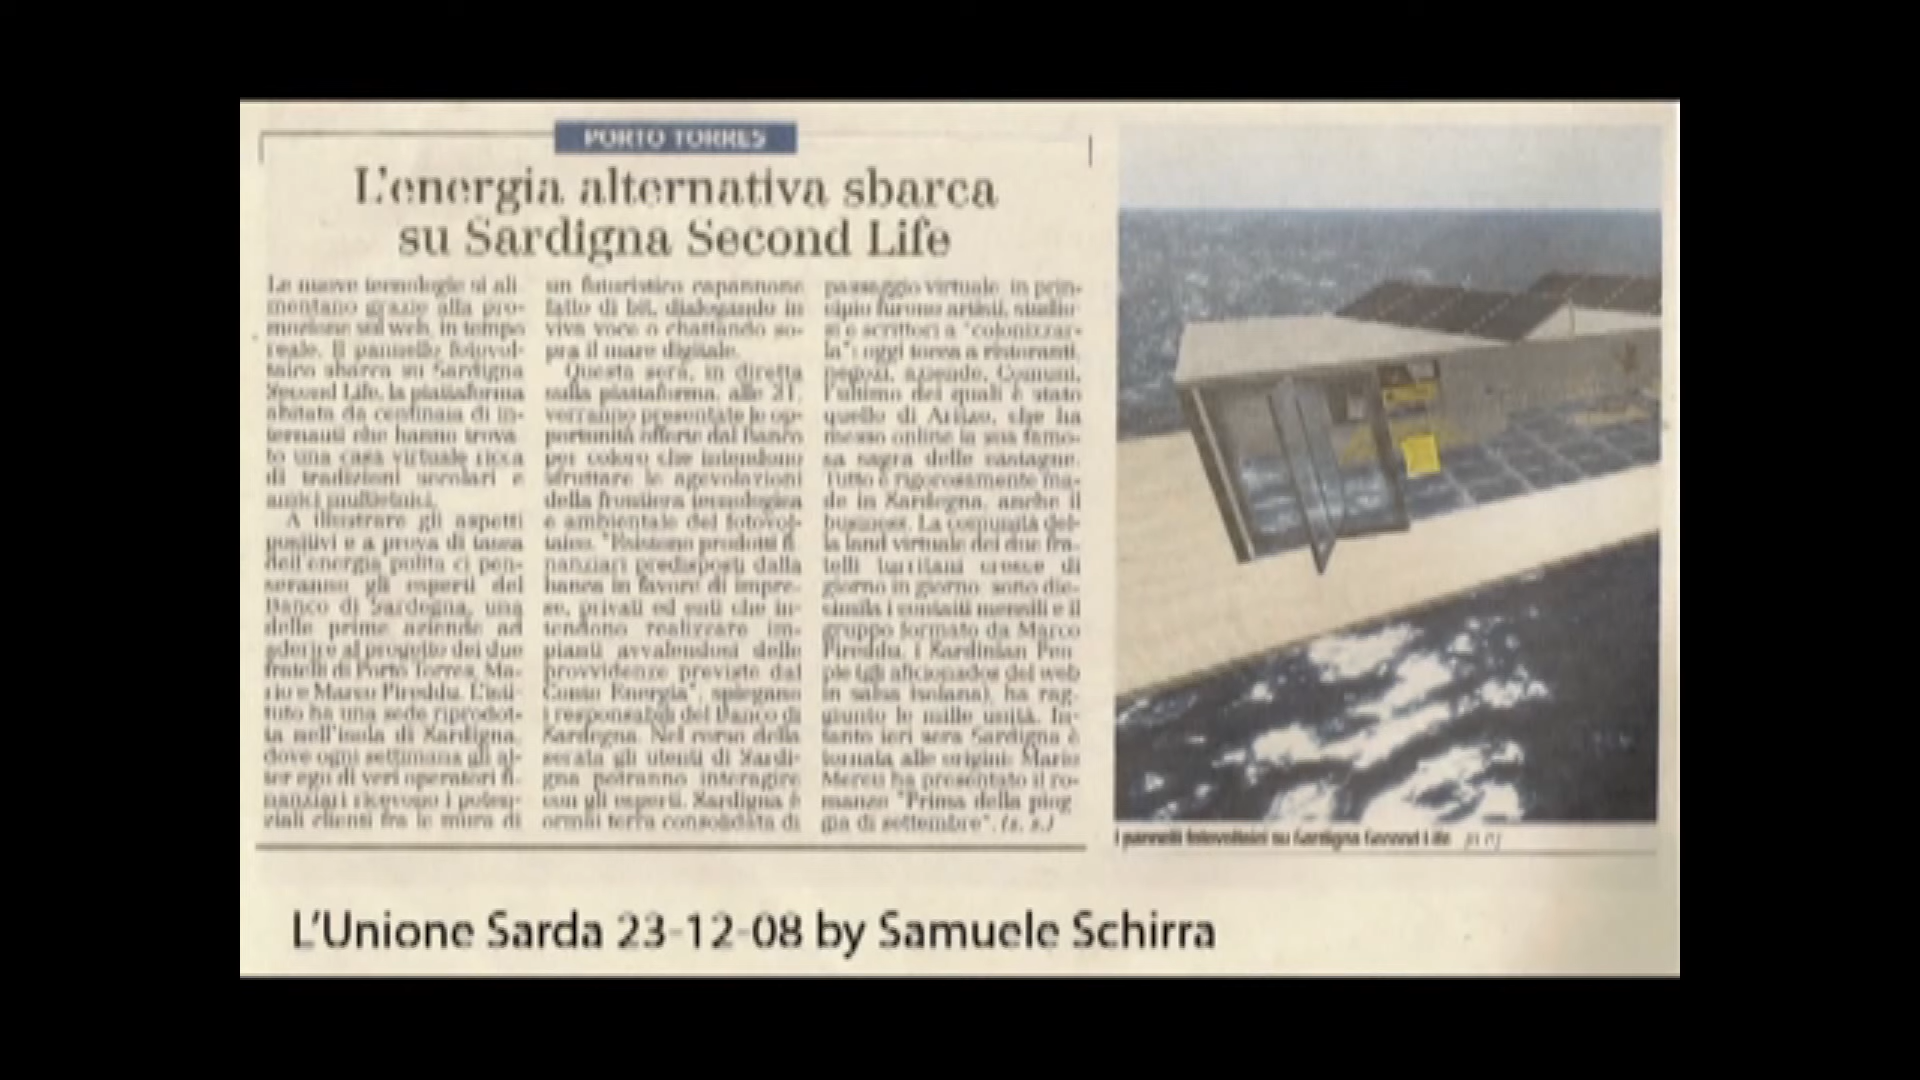 PORTO TORRES
L'energia alternativa sbarca
su Sardigna Second Life
Le nuove tecnologie si ali-
mentano grazie alla pro-
mozione sul web, in tempo
reale. Il pannello fotovol-
taico sbarca su Sardigna
Second Life, la piattaforma
abitata da centinaia di in-
ternauti che hanno trova-
to una casa virtuale ricca
di tradizioni secolari e
amici multietnici.
A illustrare gli aspetti
positivi e a prova di tasca
dell'energia pulita ci pen-
seranno gli esperti del
Banco di Sardegna, una
delle prime aziende ad
aderire al progetto dei due
fratelli di Porto Torres, Ma-
rio e Marco Pireddu. L'isti-
tuto ha una sede riprodot-
ta nell'isola di Sardigna,
dove ogni settimana gli al-
ter ego di veri operatori fi-
nanziari ricevono i poten-
ziali clienti fra le mura di
un futuristico capannone
fatto di bit, dialogando in
viva voce o chattando so-
pra il mare digitale.
Questa sera, in diretta
sulla piattaforma, alle 21,
verranno presentate le op-
portunità offerte dal Banco
per coloro che intendono
sfruttare le agevolazioni
della frontiera tecnologica
e ambientale del fotovol-
taico. "Esistono prodotti fi-
nanziari predisposti dalla
banca in favore di impre-
se, privati ed enti che in-
tendono realizzare im-
pianti avvalendosi delle
provvidenze previste dal
Conto Energia", spiegano
i responsabili del Banco di
Sardegna. Nel corso della
serata gli utenti di Sardi-
gna potranno interagire
con gli esperti. Sardigna è
ormai terra consolidata di
passaggio virtuale: in prin-
cipio furono artisti, studio-
si e scrittori a "colonizzar-
la"; oggi tocca a ristoranti,
negozi, aziende, Comuni,
l'ultimo dei quali è stato
quello di Aritzo, che ha
messo online la sua famo-
sa sagra delle castagne.
Tutto è rigorosamente ma-
de in Sardegna, anche il
business. La comunità del-
la land virtuale dei due fra-
telli turritani cresce di
giorno in giorno: sono die-
cimila i contatti mensili e il
gruppo formato da Marco
Pireddu, i Sardinian Peo-
ple (gli aficionados del web
in salsa isolana), ha rag-
giunto le mille unità. In-
tanto ieri sera Sardigna è
tornata alle origini: Mario
Mereu ha presentato il ro-
manzo "Prima della piog-
gia di settembre". (s. s.)
I pannelli fotovoltaici su Sardigna Second Life
L'Unione Sarda 23-12-08 by Samuele Schirra